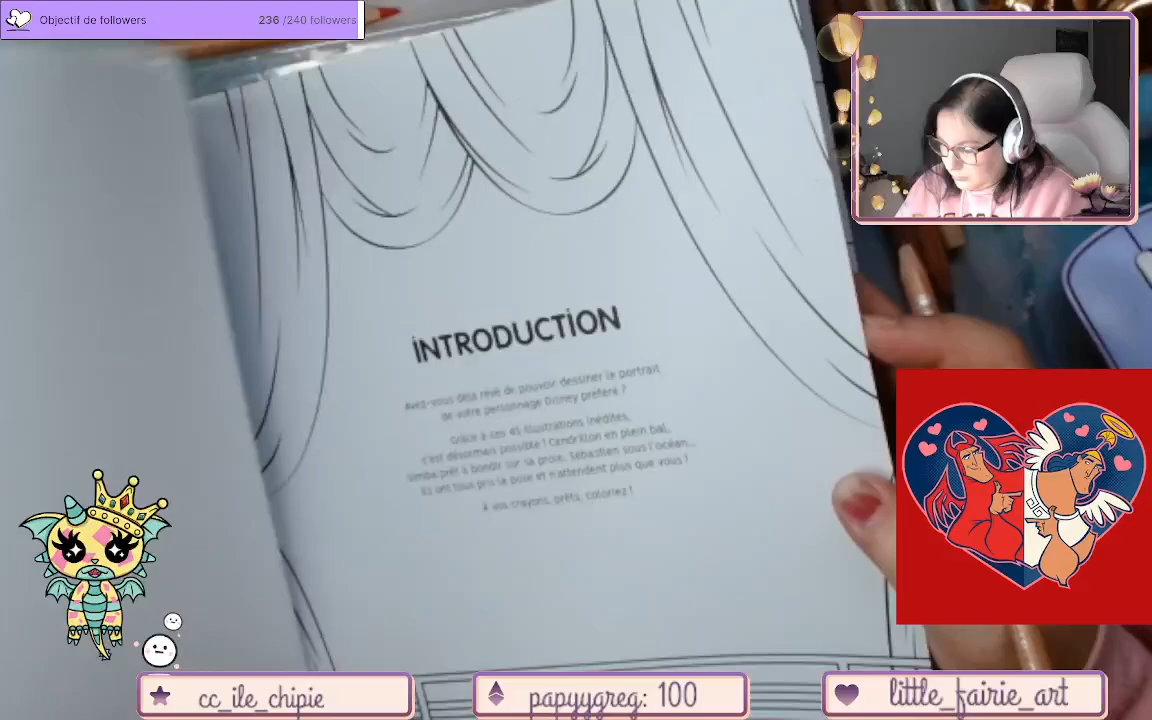 Objectif de followers 236 /240 followers
INTRODUCTION
Avez-vous déjà rêvé de pouvoir dessiner le portrait
de votre personnage Disney préféré ?
Grâce à ces 45 illustrations inédites,
c'est désormais possible ! Cendrillon en plein bal,
Simba prêt à bondir sur sa proie, Sébastien sous l'océan...
ils ont tous pris la pose et n'attendent plus que vous !
À vos crayons, prêts, coloriez !
cc_ile_chipie
papyygreg: 100
little_fairie_art